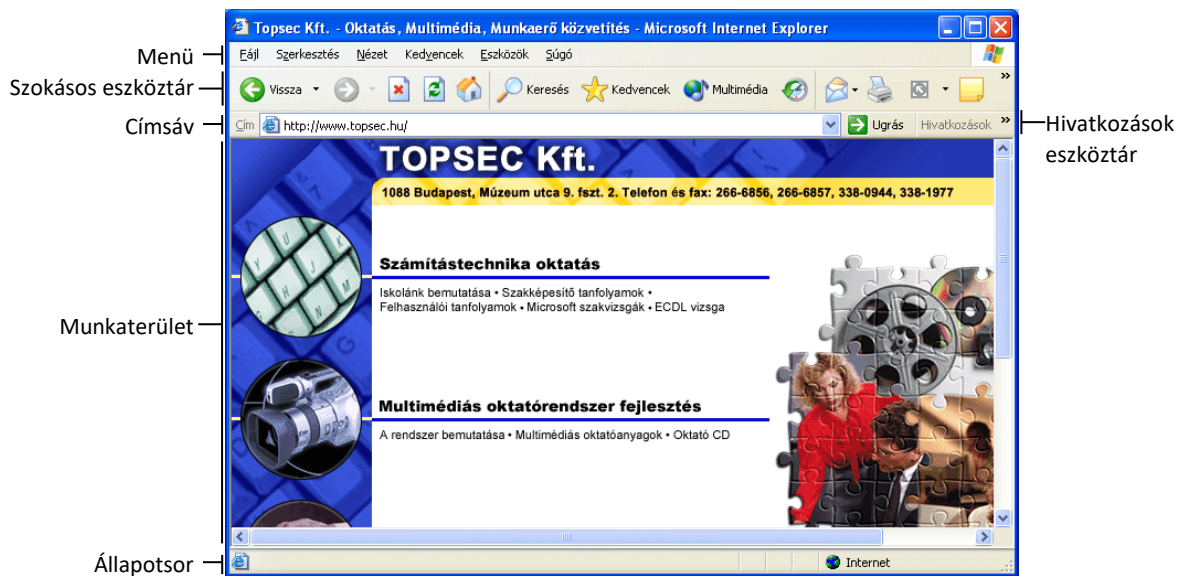 Topsec Kft. - Oktatás, Multimédia, Munkaerő közvetítés - Microsoft Internet Explorer
Menü
Fájl Szerkesztés Nézet Kedvencek Eszközök Súgó
Szokásos eszköztár
Vissza Keresés Kedvencek Multimédia »
Címsáv
Cím http://www.topsec.hu/ Ugrás Hivatkozások »
Hivatkozások
eszköztár
TOPSEC Kft.
1088 Budapest, Múzeum utca 9. fszt. 2. Telefon és fax: 266-6856, 266-6857, 338-0944, 338-1977
Számítástechnika oktatás
Iskolánk bemutatása • Szakképesítő tanfolyamok •
Felhasználói tanfolyamok • Microsoft szakvizsgák • ECDL vizsga
Munkaterület
Multimédiás oktatórendszer fejlesztés
A rendszer bemutatása • Multimédiás oktatóanyagok • Oktató CD
Állapotsor
Internet